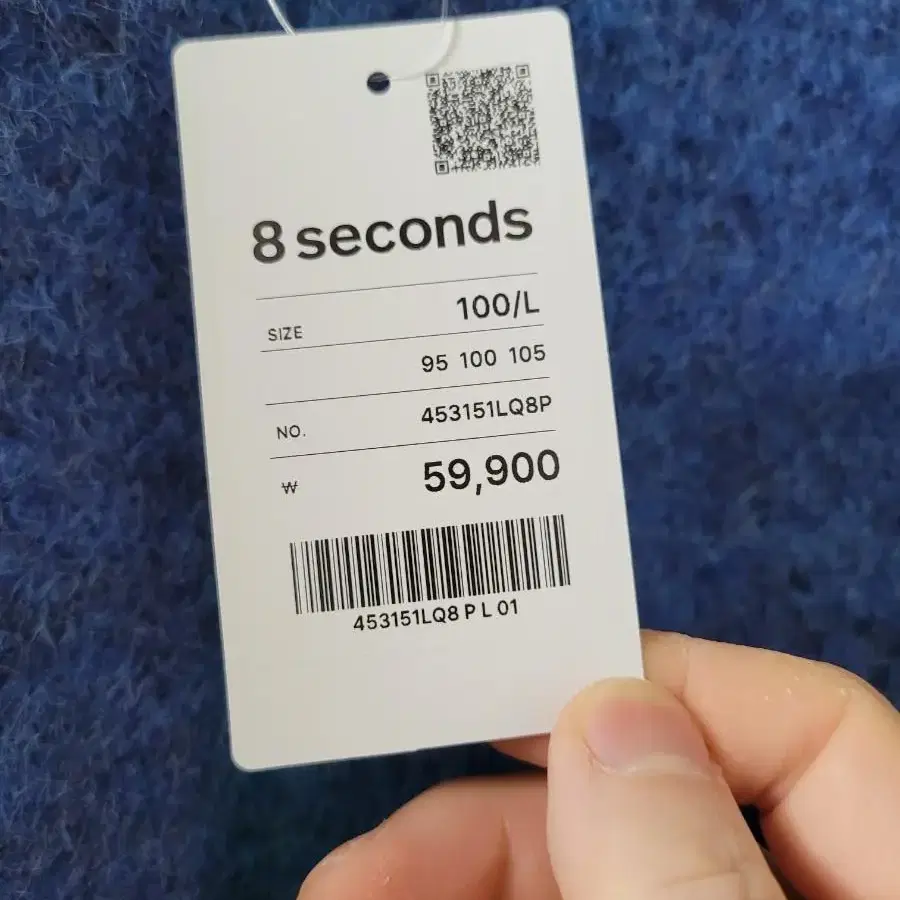 8 seconds
SIZE 100/L
95 100 105
NO. 453151LQ8P
₩ 59,900
453151LQ8 P L 01